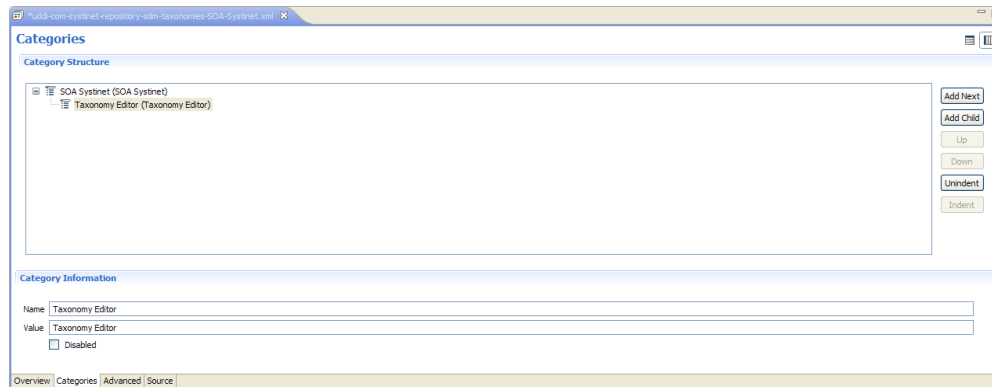 *uddi-com-systinet-repository-sdm-taxonomies-SOA-Systinet.xml
Categories
Category Structure
SOA Systinet (SOA Systinet)
Taxonomy Editor (Taxonomy Editor)
Add Next
Add Child
Up
Down
Unindent
Indent
Category Information
Name Taxonomy Editor
Value Taxonomy Editor
Disabled
Overview Categories Advanced Source